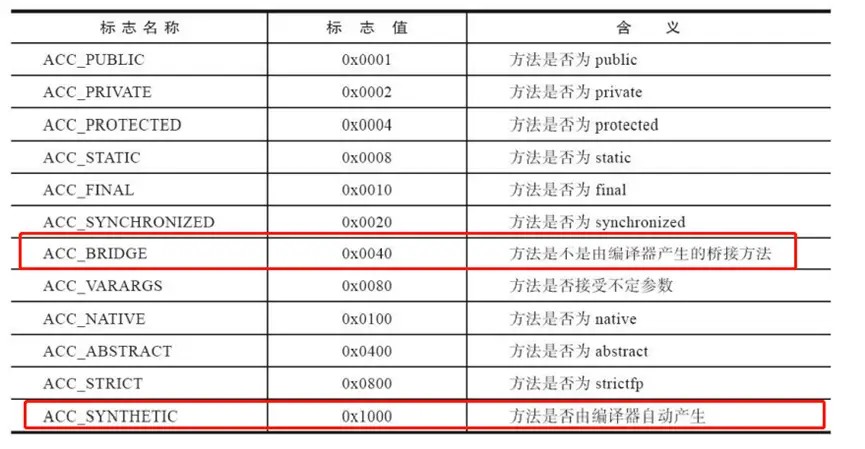 标志名称 标志值 含义
ACC_PUBLIC 0x0001 方法是否为 public
ACC_PRIVATE 0x0002 方法是否为 private
ACC_PROTECTED 0x0004 方法是否为 protected
ACC_STATIC 0x0008 方法是否为 static
ACC_FINAL 0x0010 方法是否为 final
ACC_SYNCHRONIZED 0x0020 方法是否为 synchronized
ACC_BRIDGE 0x0040 方法是不是由编译器产生的桥接方法
ACC_VARARGS 0x0080 方法是否接受不定参数
ACC_NATIVE 0x0100 方法是否为 native
ACC_ABSTRACT 0x0400 方法是否为 abstract
ACC_STRICT 0x0800 方法是否为 strictfp
ACC_SYNTHETIC 0x1000 方法是否由编译器自动产生